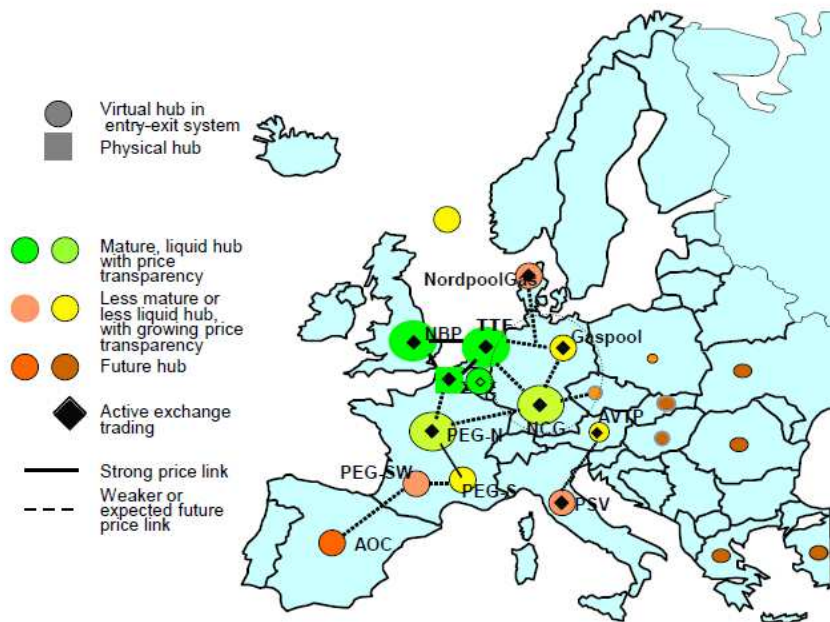 Virtual hub in
entry-exit system
Physical hub
Mature, liquid hub
with price
transparency
Less mature or
less liquid hub,
with growing price
transparency
Future hub
Active exchange
trading
Strong price link
Weaker or
expected future
price link
NordpoolGas
NBP
TTF
Gaspool
NCG
AVTP
PEG-N
PEG-SW
PEG-S
PSV
AOC